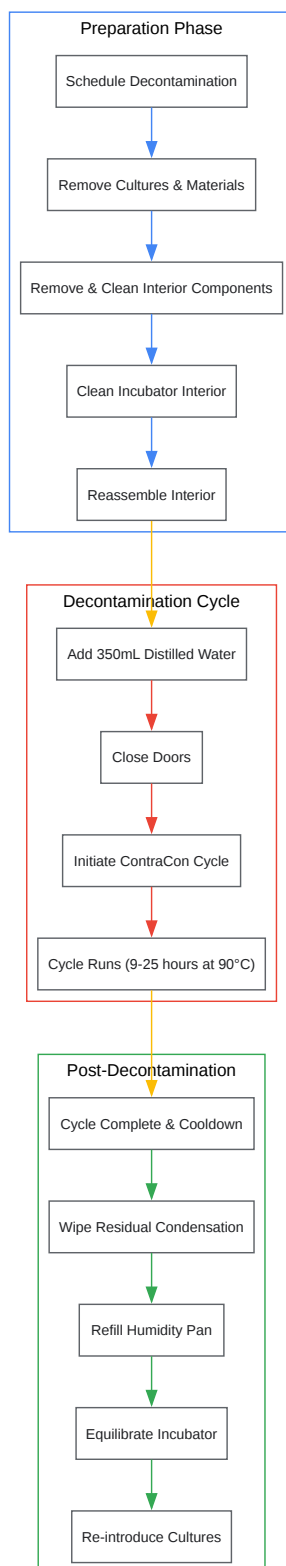 Preparation Phase
Schedule Decontamination
Remove Cultures & Materials
Remove & Clean Interior Components
Clean Incubator Interior
Reassemble Interior
Decontamination Cycle
Add 350mL Distilled Water
Close Doors
Initiate ContraCon Cycle
Cycle Runs (9-25 hours at 90°C)
Post-Decontamination
Cycle Complete & Cooldown
Wipe Residual Condensation
Refill Humidity Pan
Equilibrate Incubator
Re-introduce Cultures